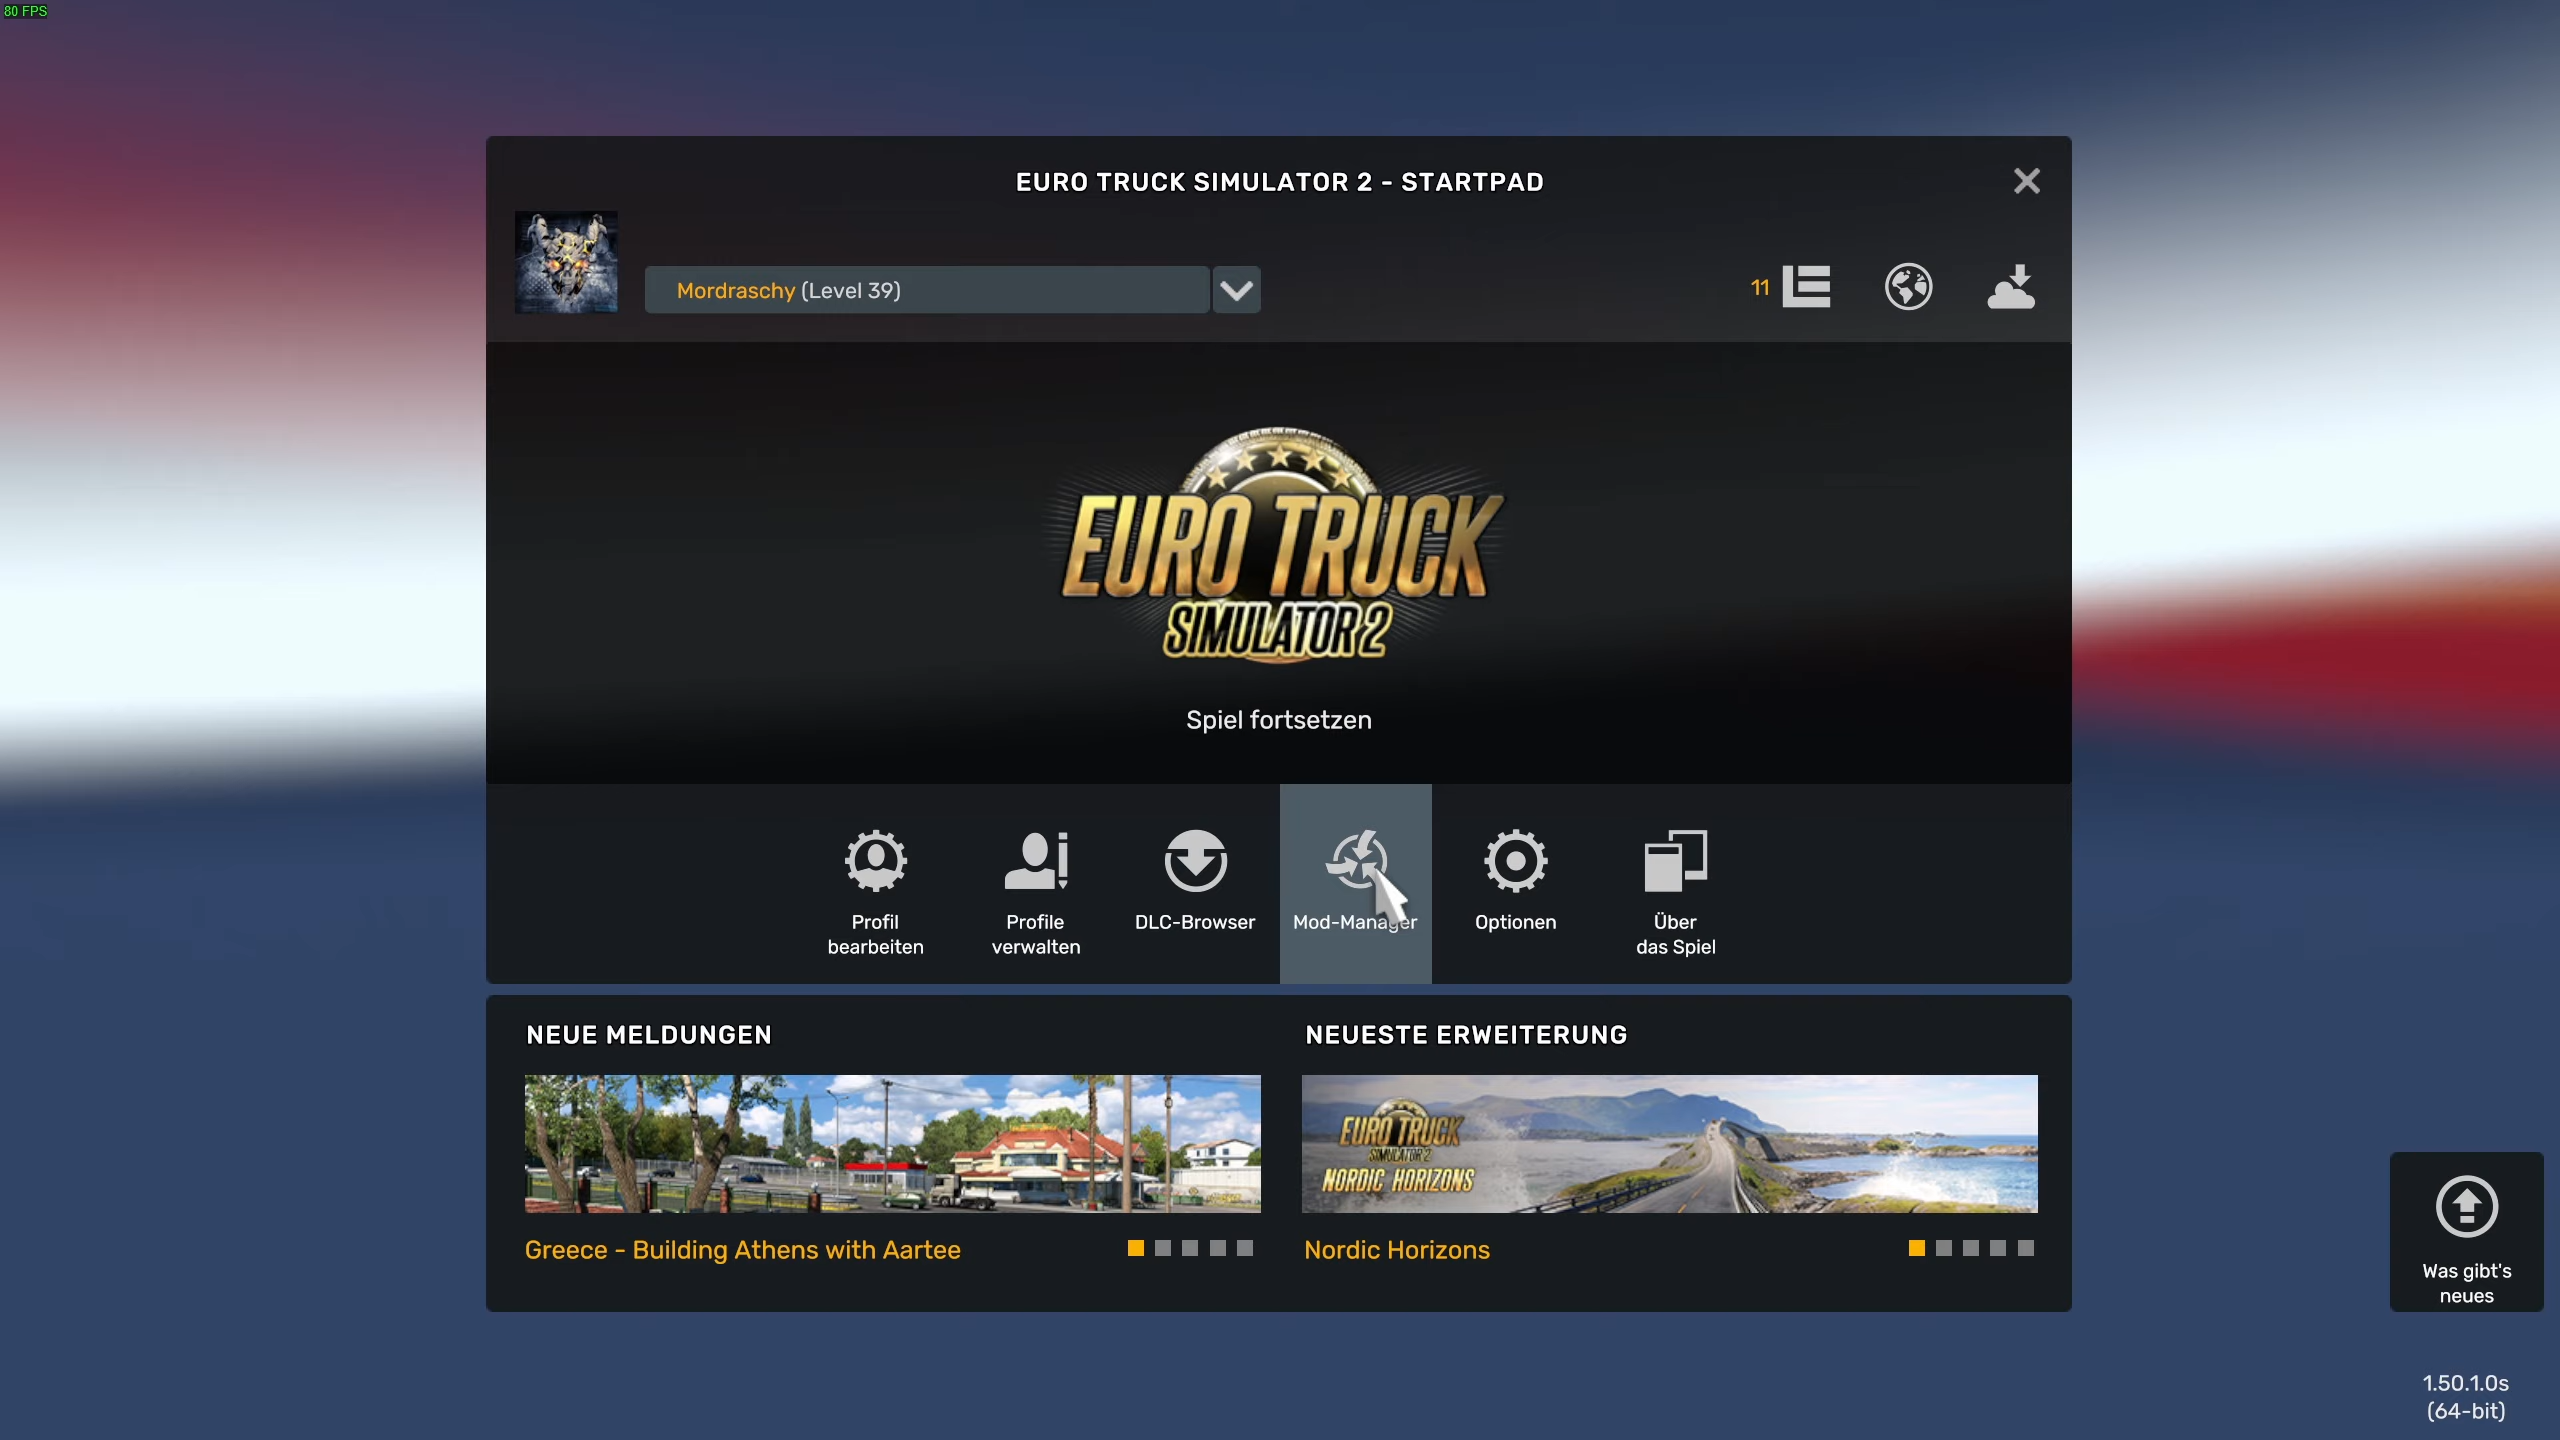 80 FPS
EURO TRUCK SIMULATOR 2 - STARTPAD
Mordraschy (Level 39)
11
EURO TRUCK
SIMULATOR 2
Spiel fortsetzen
Profil
bearbeiten
Profile
verwalten
DLC-Browser
Mod-Manager
Optionen
Über
das Spiel
NEUE MELDUNGEN
NEUESTE ERWEITERUNG
EURO TRUCK
SIMULATOR 2
NORDIC HORIZONS
Greece - Building Athens with Aartee
Nordic Horizons
Was gibt's
neues
1.50.1.0s
(64-bit)